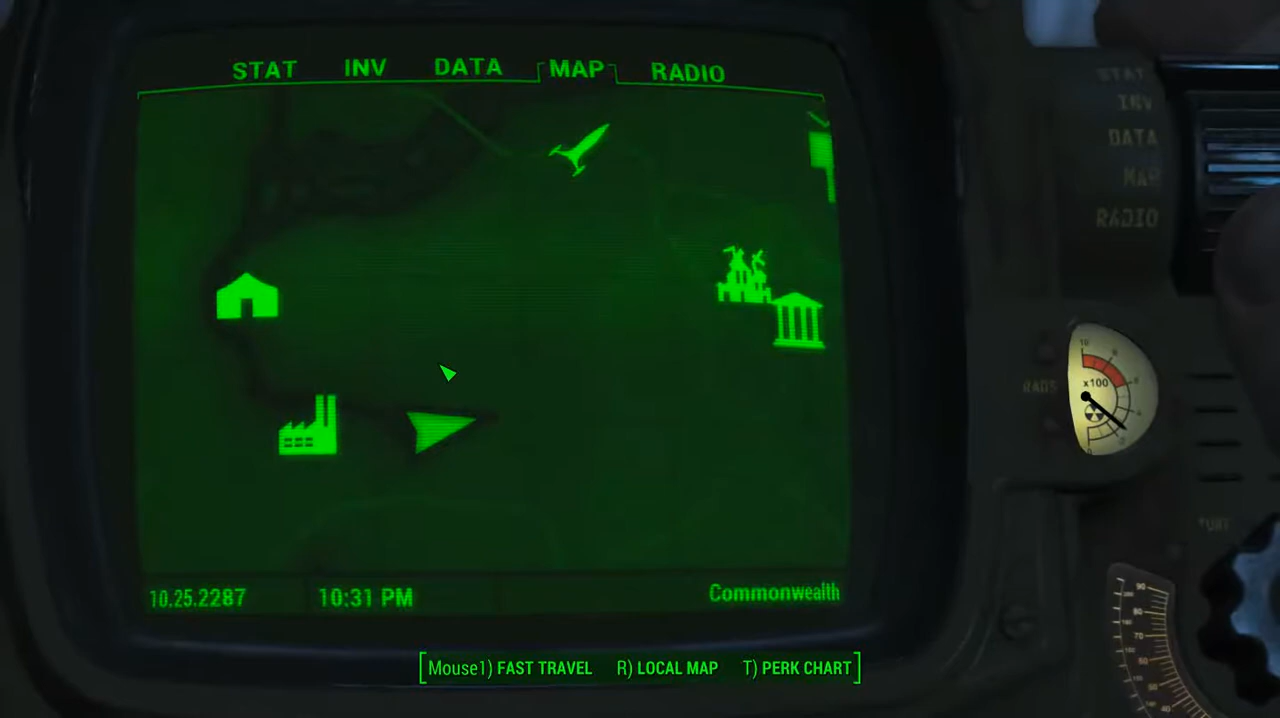 STAT INV DATA MAP RADIO
STAT
INV
DATA
MAP
RADIO
10
x100
RADS
10.25.2287 10:31 PM Commonwealth
[Mouse1) FAST TRAVEL R) LOCAL MAP T) PERK CHART]